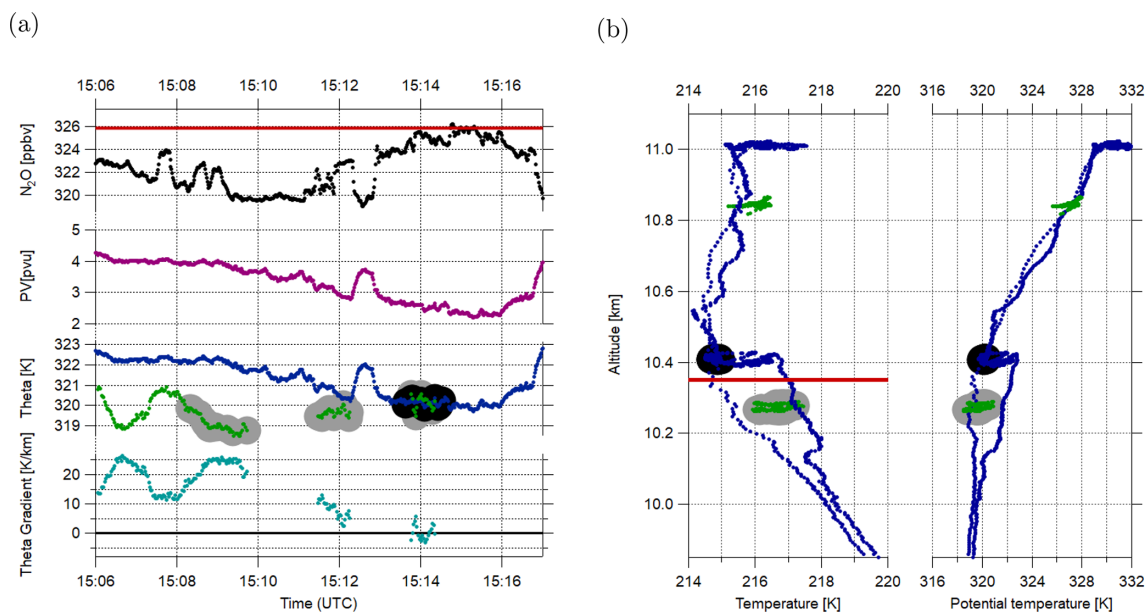 (a)
(b)
15:06 15:08 15:10 15:12 15:14 15:16
326
324
322
320
N2O [ppbv]
5
4
3
2
PV[pvu]
323
322
321
320
319
Theta [K]
20
10
0
Theta Gradient [K/km]
15:06 15:08 15:10 15:12 15:14 15:16
Time (UTC)
214 216 218 220
11.0
10.8
10.6
10.4
10.2
10.0
Altitude [km]
214 216 218 220
Temperature [K]
316 320 324 328 332
316 320 324 328 332
Potential temperature [K]